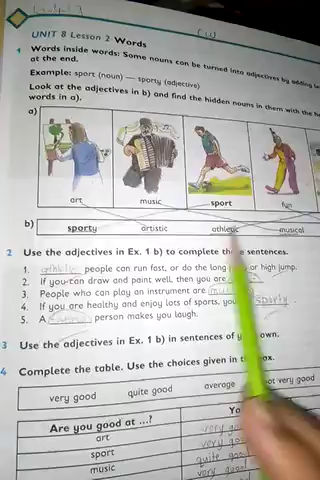 CW
UNIT 8 Lesson 2 Words
1 Words inside words: Some nouns can be turned into adjectives by adding
at the end.
Example: sport (noun) — sporty (adjective)
Look at the adjectives in b) and find the hidden nouns in them with the
words in a).
a)
art music sport fun
b) sporty artistic athletic musical
2 Use the adjectives in Ex. 1 b) to complete the sentences.
1. athletic people can run fast, or do the long or high jump.
2. If you can draw and paint well, then you are
3. People who can play an instrument are
4. If you are healthy and enjoy lots of sports, you sporty.
5. A person makes you laugh.
3 Use the adjectives in Ex. 1 b) in sentences of own.
4 Complete the table. Use the choices given in
very good quite good average not very good
Are you good at ...?
art very good
sport very good
music quite good
very good